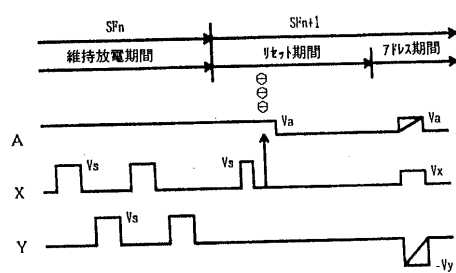 SFn SFn+1
維持放電期間 リセット期間 アドレス期間
⊖
⊖
⊖
A Va Va
X Vs Vs Vx
Y Vs -Vy